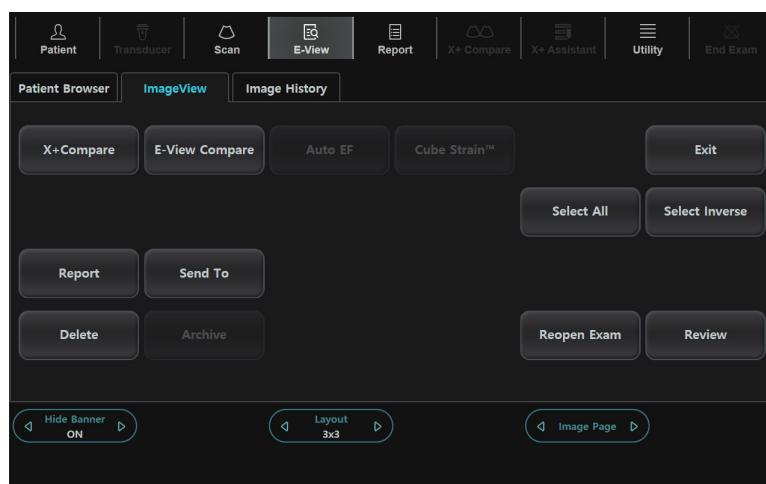 Patient Transducer Scan E-View Report X+ Compare X+ Assistant Utility End Exam
Patient Browser ImageView Image History
X+Compare E-View Compare Auto EF Cube Strain™ Exit
Select All Select Inverse
Report Send To
Delete Archive Reopen Exam Review
Hide Banner Layout Image Page
ON 3x3